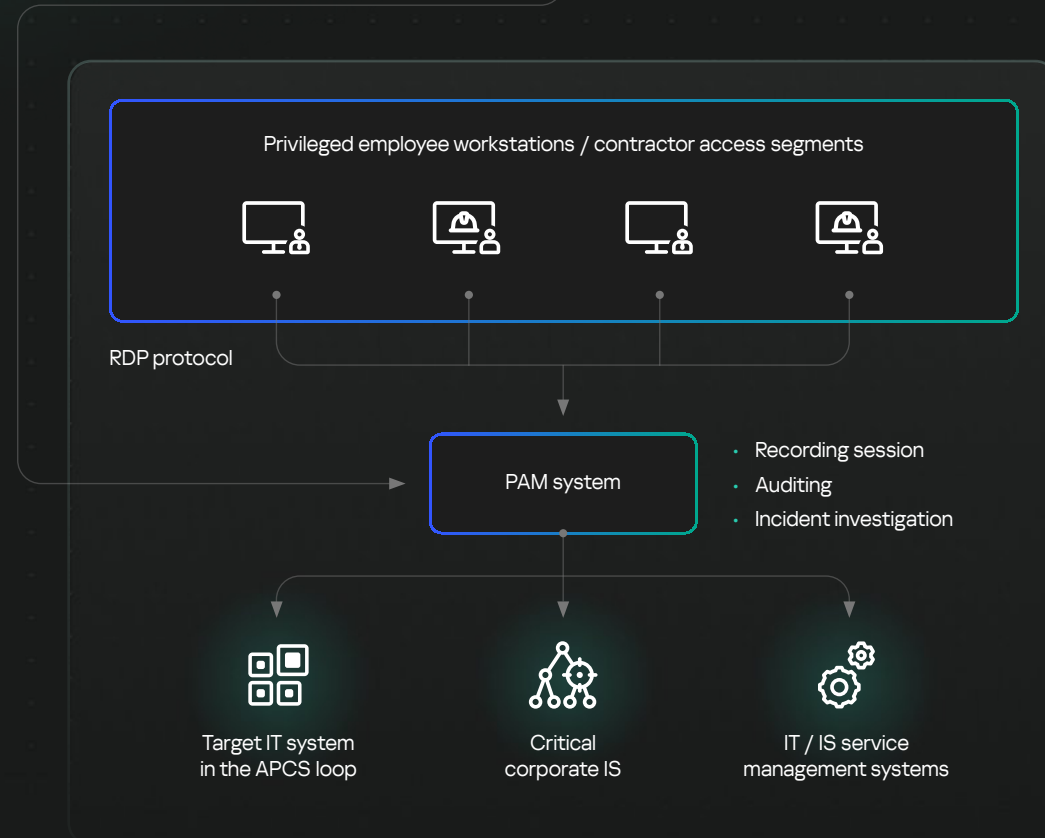 Privileged employee workstations / contractor access segments
RDP protocol
PAM system
• Recording session
• Auditing
• Incident investigation
Target IT system
in the APCS loop
Critical
corporate IS
IT / IS service
management systems